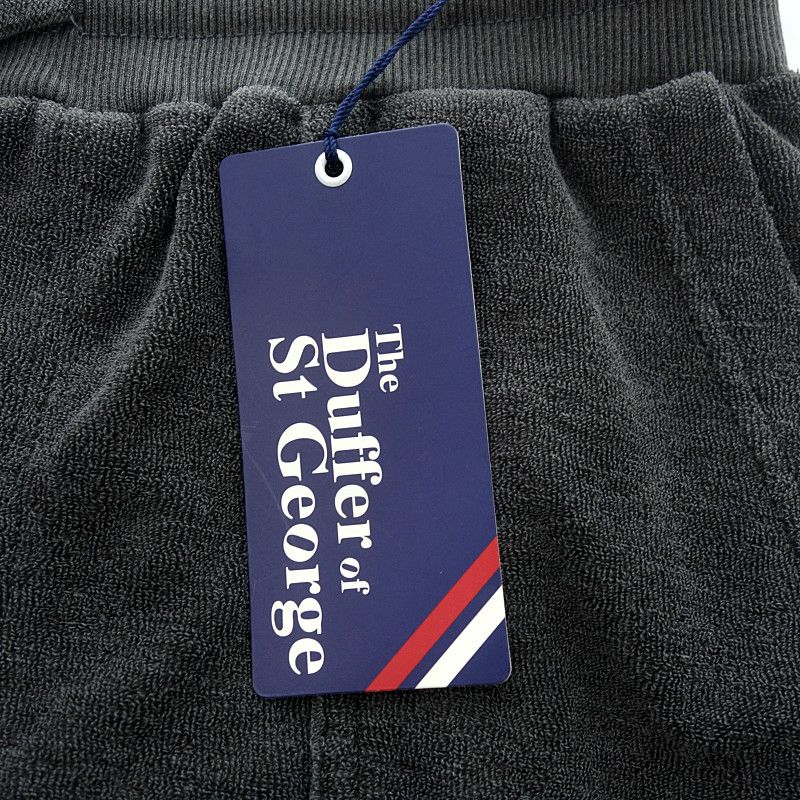 The
Duffer of
St George